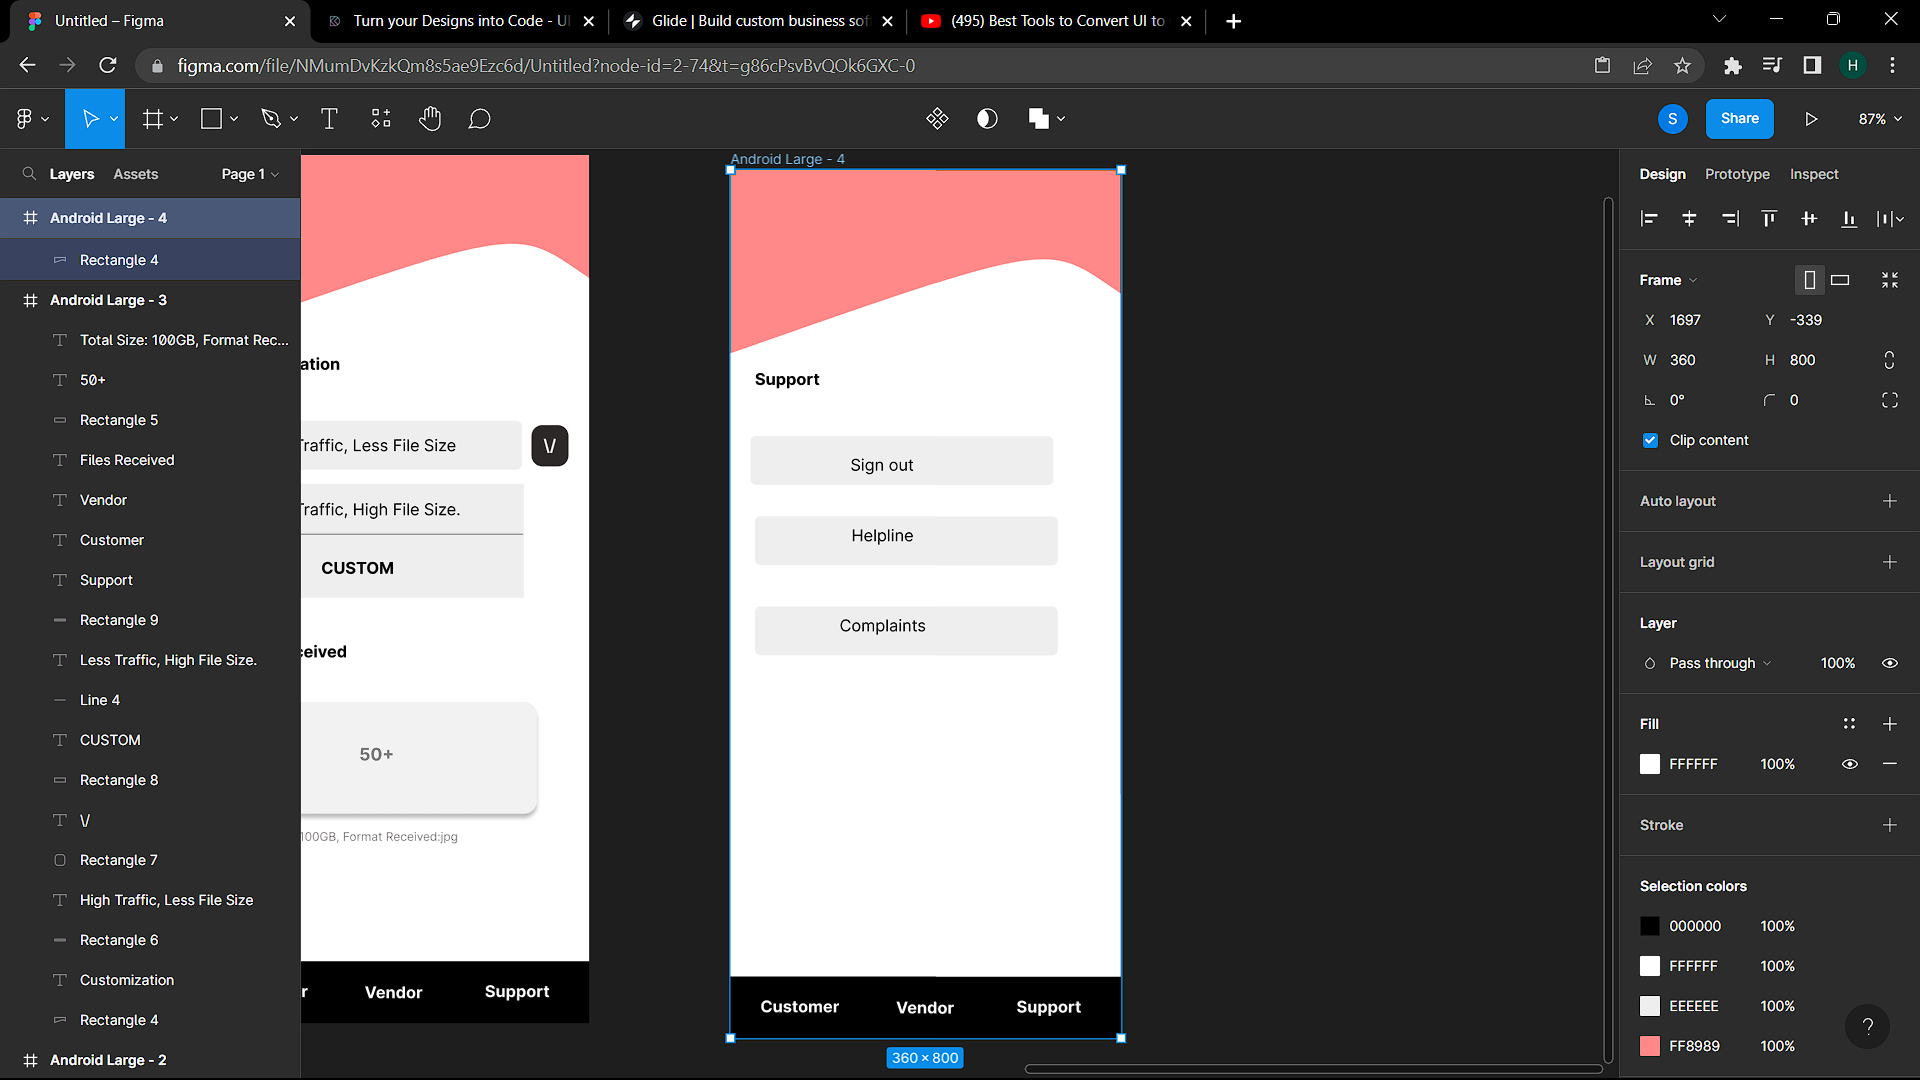 Untitled – Figma
Turn your Designs into Code - UI
Glide | Build custom business sof
(495) Best Tools to Convert UI to
figma.com/file/NMumDvKzkQm8s5ae9Ezc6d/Untitled?node-id=2-74&t=g86cPsvBvQOk6GXC-0
H
S
Share
87%
Layers
Assets
Page 1
Android Large - 4
Rectangle 4
Android Large - 3
Total Size: 100GB, Format Rec...
50+
Rectangle 5
Files Received
Vendor
Customer
Support
Rectangle 9
Less Traffic, High File Size.
Line 4
CUSTOM
Rectangle 8
\/
Rectangle 7
High Traffic, Less File Size
Rectangle 6
Customization
Rectangle 4
Android Large - 2
ation
Traffic, Less File Size
\/
Traffic, High File Size.
CUSTOM
ceived
50+
100GB, Format Received:jpg
r
Vendor
Support
Android Large - 4
Support
Sign out
Helpline
Complaints
Customer
Vendor
Support
360 × 800
Design
Prototype
Inspect
Frame
X 1697
Y -339
W 360
H 800
0°
0
Clip content
Auto layout
Layout grid
Layer
Pass through
100%
Fill
FFFFFF
100%
Stroke
Selection colors
000000
100%
FFFFFF
100%
EEEEEE
100%
FF8989
100%
?